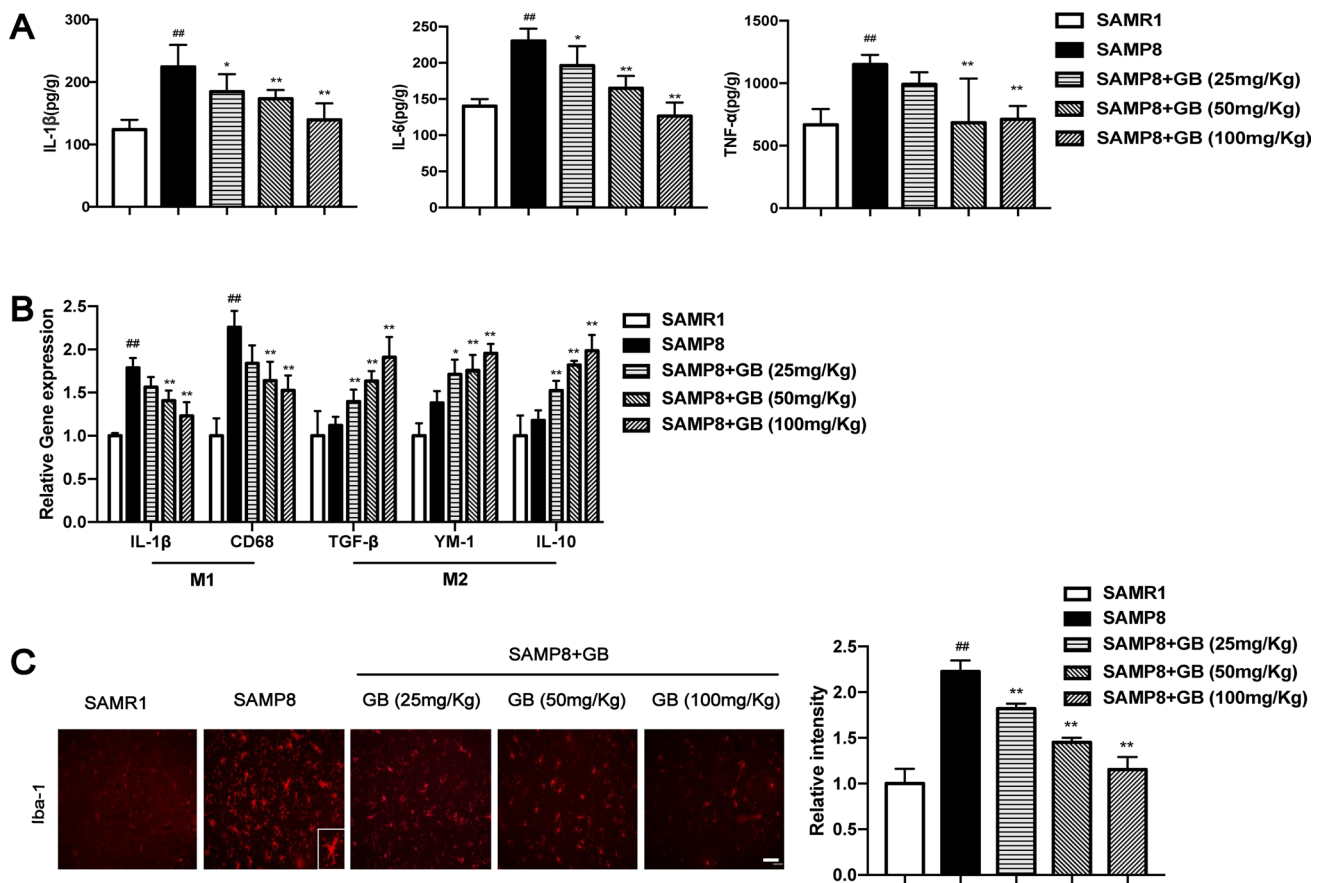 A
IL-1β(pg/g)
300
200
100
0
##
*
**
**
IL-6(pg/g)
250
200
150
100
50
0
##
*
**
**
TNF-α(pg/g)
1500
1000
500
0
##
**
**
SAMR1
SAMP8
SAMP8+GB (25mg/Kg)
SAMP8+GB (50mg/Kg)
SAMP8+GB (100mg/Kg)
B
Relative Gene expression
2.5
2.0
1.5
1.0
0.5
0.0
##
**
**
##
**
**
**
**
**
*
**
**
**
**
**
IL-1β CD68 TGF-β YM-1 IL-10
M1 M2
SAMR1
SAMP8
SAMP8+GB (25mg/Kg)
SAMP8+GB (50mg/Kg)
SAMP8+GB (100mg/Kg)
C
SAMP8+GB
SAMR1 SAMP8 GB (25mg/Kg) GB (50mg/Kg) GB (100mg/Kg)
Iba-1
Relative intensity
2.5
2.0
1.5
1.0
0.5
0.0
##
**
**
**
SAMR1
SAMP8
SAMP8+GB (25mg/Kg)
SAMP8+GB (50mg/Kg)
SAMP8+GB (100mg/Kg)